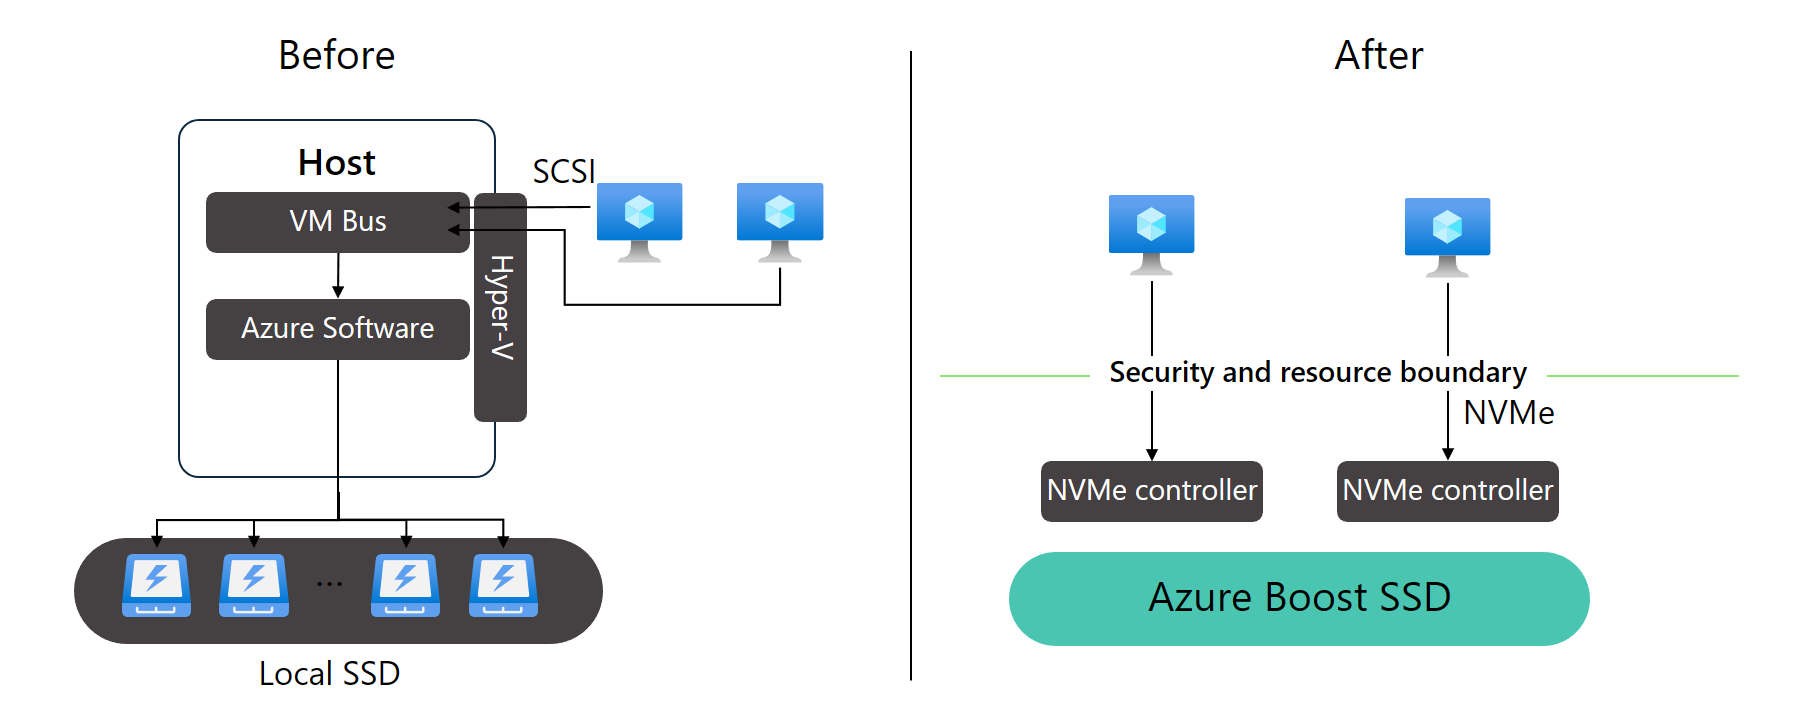 Before
Host
SCSI
VM Bus
Hyper-V
Azure Software
...
Local SSD
After
Security and resource boundary
NVMe
NVMe controller
NVMe controller
Azure Boost SSD